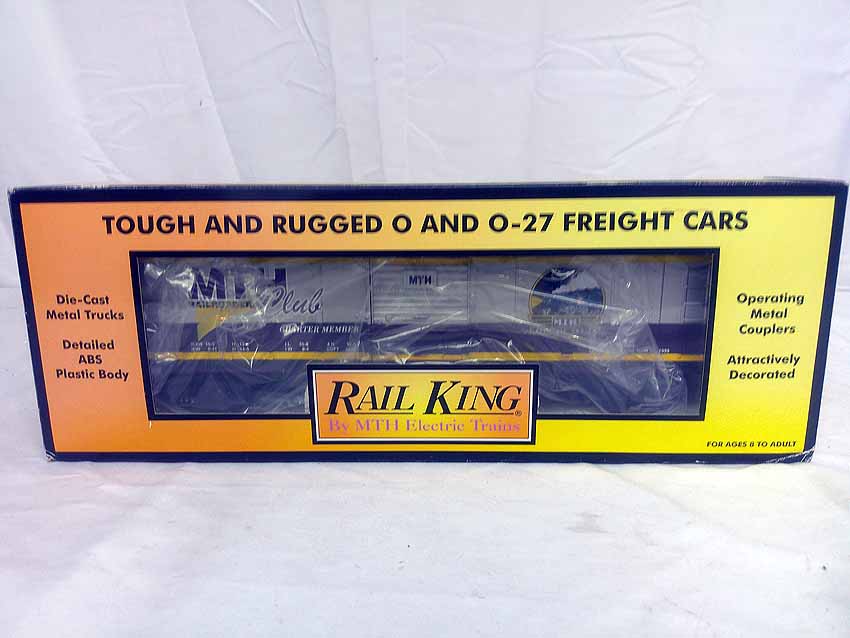 TOUGH AND RUGGED O AND O-27 FREIGHT CARS
Die-Cast
Metal Trucks
Detailed
ABS
Plastic Body
MTH
RAILROADERS
Club
CHARTER MEMBER
MTH
Operating
Metal
Couplers
Attractively
Decorated
RAIL KING®
By MTH Electric Trains
FOR AGES 8 TO ADULT